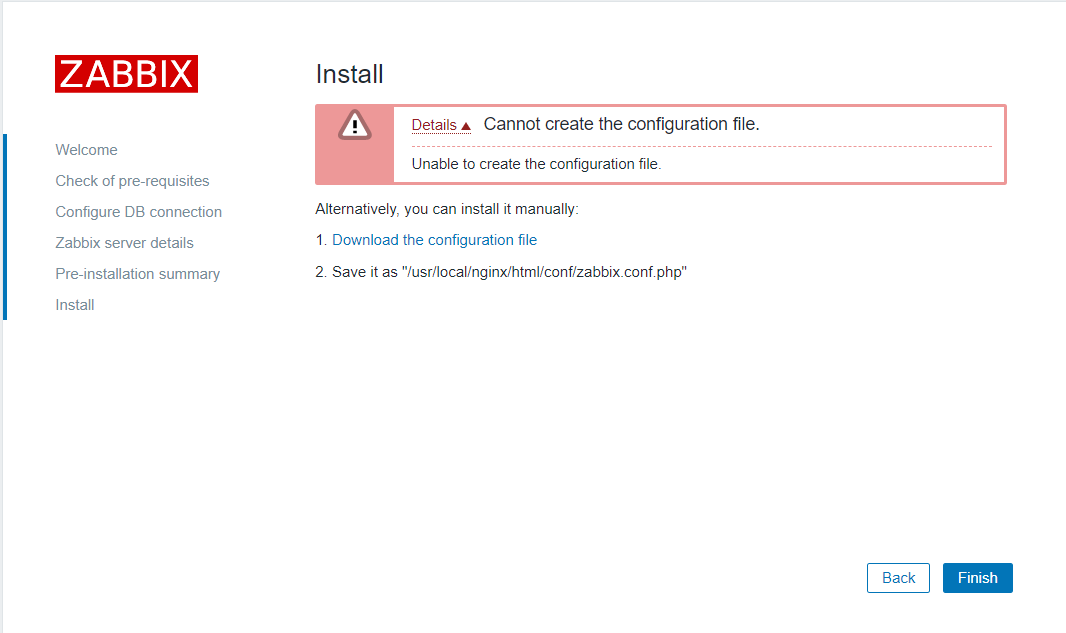 ZABBIX
Welcome
Check of pre-requisites
Configure DB connection
Zabbix server details
Pre-installation summary
Install
Install
Details Cannot create the configuration file.
Unable to create the configuration file.
Alternatively, you can install it manually:
1. Download the configuration file
2. Save it as "/usr/local/nginx/html/conf/zabbix.conf.php"
Back Finish